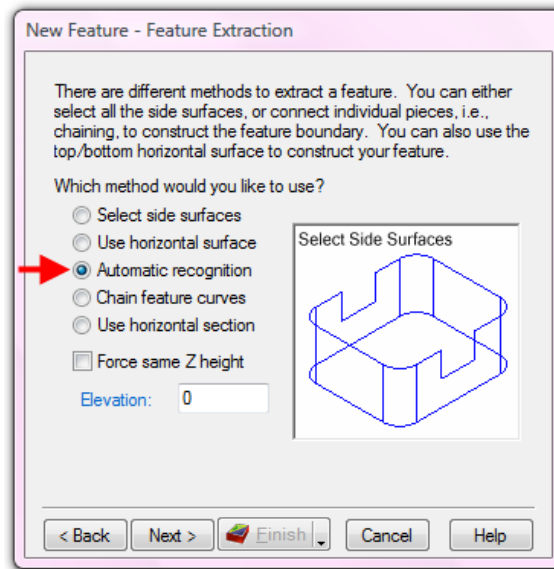 New Feature - Feature Extraction
There are different methods to extract a feature. You can either
select all the side surfaces, or connect individual pieces, i.e.,
chaining, to construct the feature boundary. You can also use the
top/bottom horizontal surface to construct your feature.
Which method would you like to use?
Select side surfaces
Use horizontal surface
Automatic recognition
Chain feature curves
Use horizontal section
Select Side Surfaces
Force same Z height
Elevation: 0
< Back Next > Finish Cancel Help